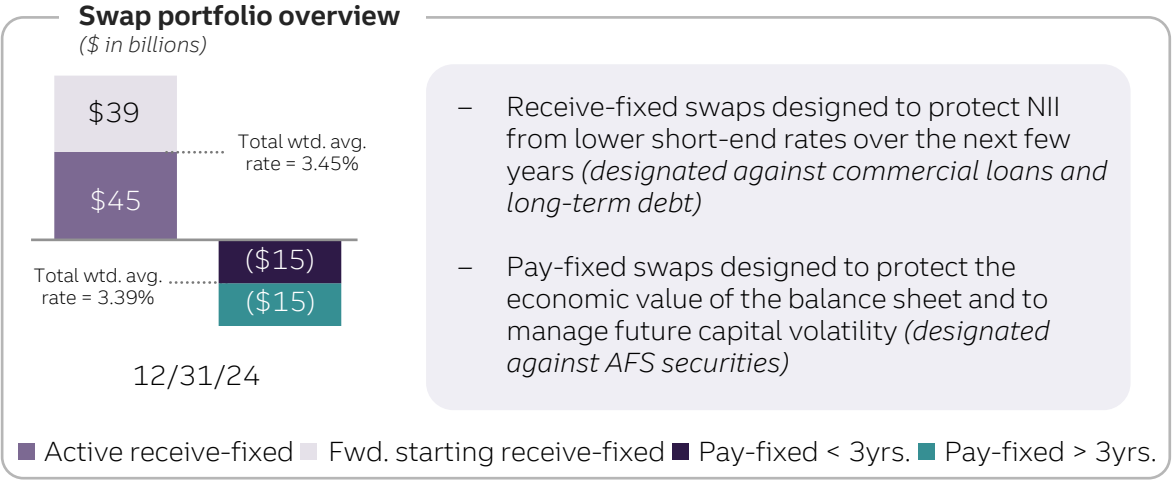 Swap portfolio overview
($ in billions)
$39
Total wtd. avg.
rate = 3.45%
$45
($15)
Total wtd. avg.
rate = 3.39%
($15)
12/31/24
– Receive-fixed swaps designed to protect NII
from lower short-end rates over the next few
years (designated against commercial loans and
long-term debt)
– Pay-fixed swaps designed to protect the
economic value of the balance sheet and to
manage future capital volatility (designated
against AFS securities)
Active receive-fixed Fwd. starting receive-fixed Pay-fixed < 3yrs. Pay-fixed > 3yrs.